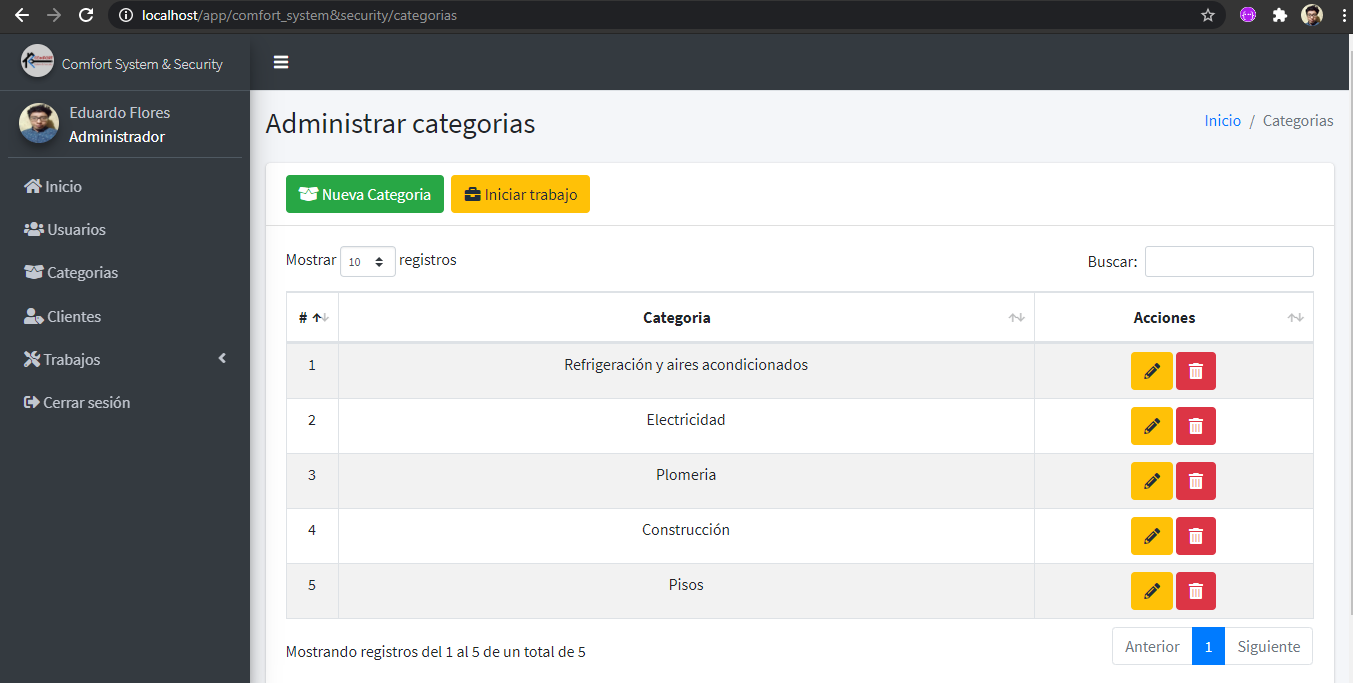 localhost/app/comfort_system&security/categorias
Comfort System & Security
Eduardo Flores
Administrador
Inicio
Usuarios
Categorias
Clientes
Trabajos
Cerrar sesión
Administrar categorias
Inicio / Categorias
Nueva Categoria Iniciar trabajo
Mostrar 10 registros Buscar:
# Categoria Acciones
1 Refrigeración y aires acondicionados
2 Electricidad
3 Plomeria
4 Construcción
5 Pisos
Mostrando registros del 1 al 5 de un total de 5
Anterior 1 Siguiente